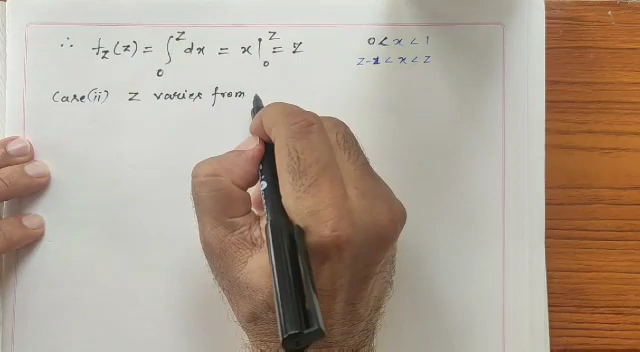 ∴ f_Z(z) = ∫_0^z dx = x |_0^z = z
0 < x < 1
z-1 < x < z
Case(ii) Z varies from